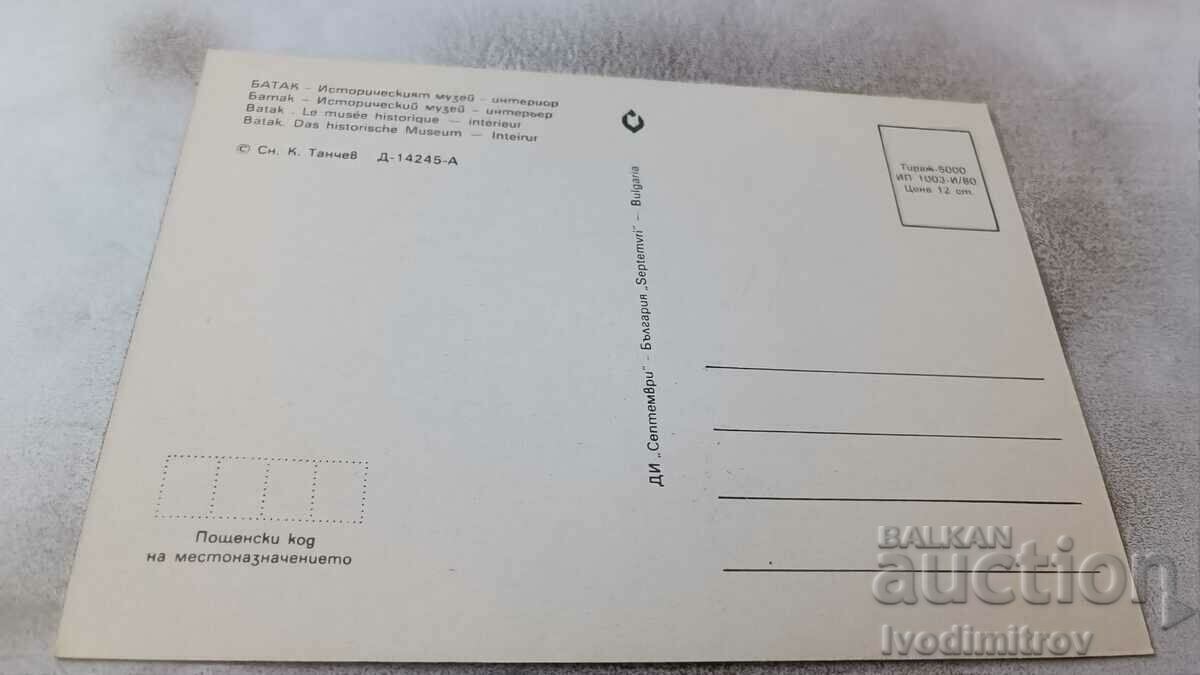 БАТАК – Историческият музей – интериор
Батак – Исторический музей – интерьер
Batak . Le musée historique — interieur
Batak. Das historische Museum — Inteirur
© Сн. К. Танчев Д-14245-А
Тираж-5000
ИП 1003-И/80
Цена 12 ст.
ДИ „Септември" - България „Septemvri" – Bulgaria
Пощенски код
на местоназначението
BALKAN
auction
Ivodimitrov